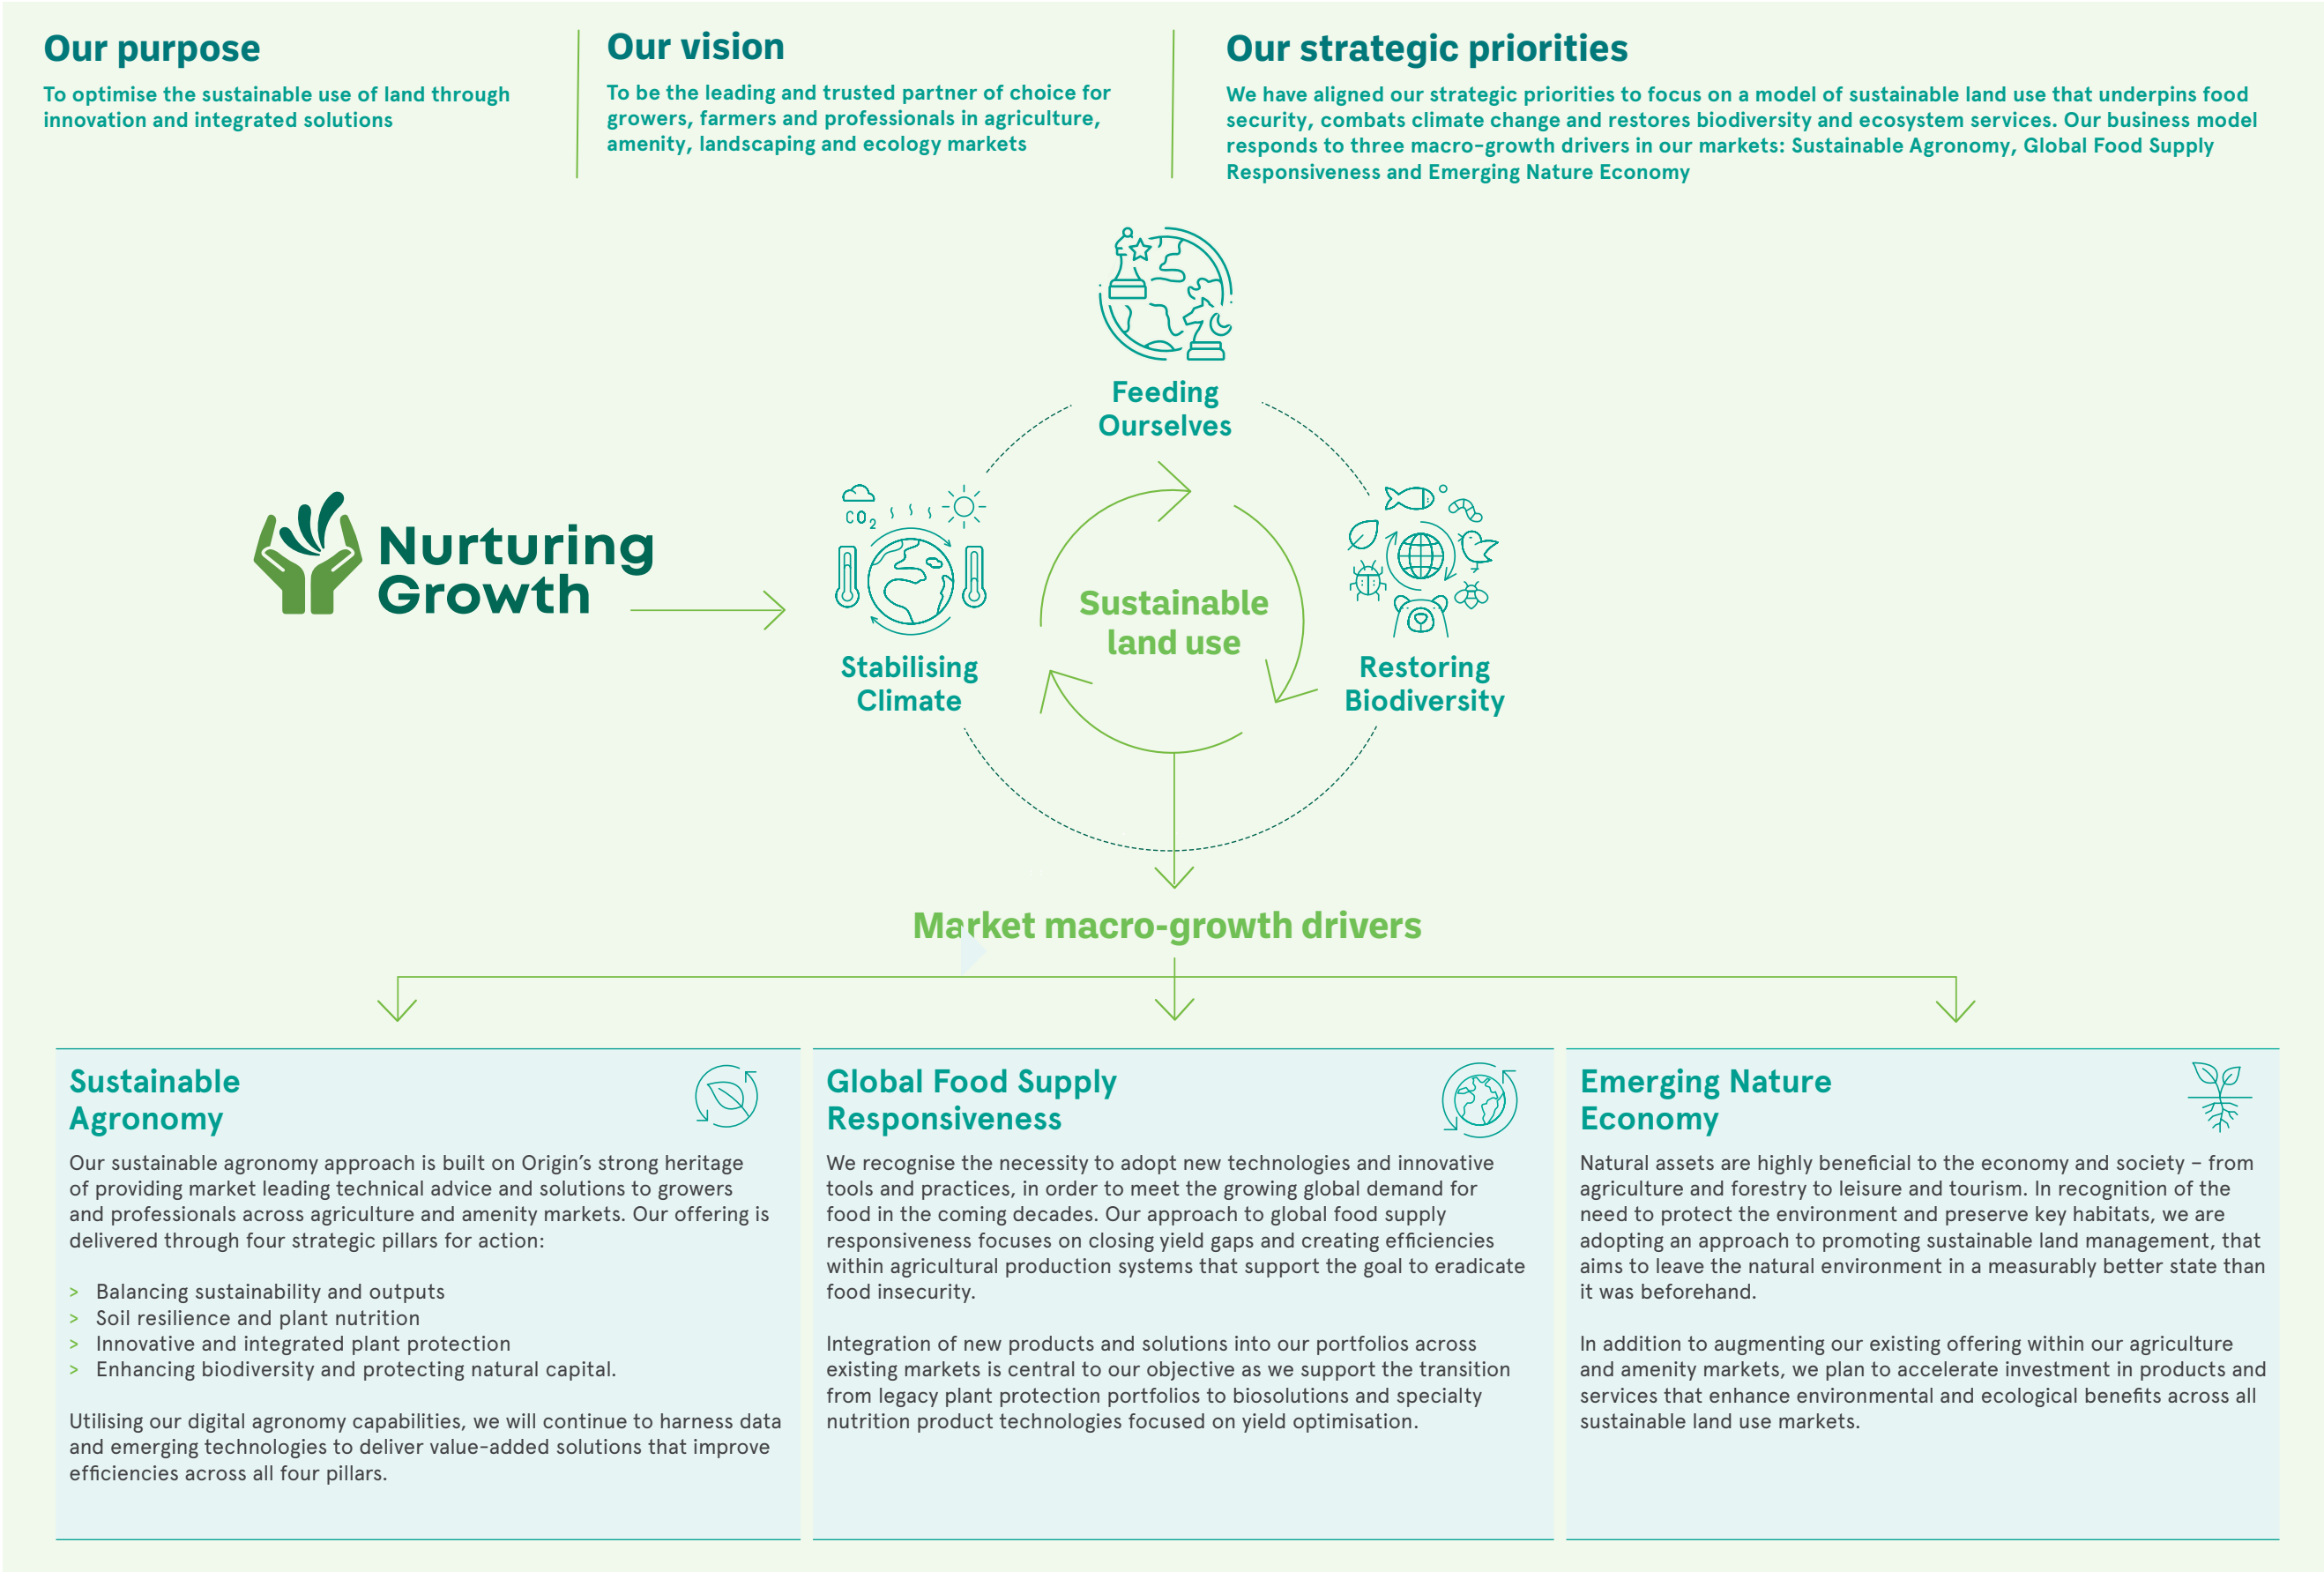 Our purpose
To optimise the sustainable use of land through
innovation and integrated solutions
Our vision
To be the leading and trusted partner of choice for
growers, farmers and professionals in agriculture,
amenity, landscaping and ecology markets
Our strategic priorities
We have aligned our strategic priorities to focus on a model of sustainable land use that underpins food
security, combats climate change and restores biodiversity and ecosystem services. Our business model
responds to three macro-growth drivers in our markets: Sustainable Agronomy, Global Food Supply
Responsiveness and Emerging Nature Economy
Feeding
Ourselves
Nurturing
Growth
CO2
Stabilising
Climate
Sustainable
land use
Restoring
Biodiversity
Market macro-growth drivers
Sustainable
Agronomy
Our sustainable agronomy approach is built on Origin’s strong heritage
of providing market leading technical advice and solutions to growers
and professionals across agriculture and amenity markets. Our offering is
delivered through four strategic pillars for action:
> Balancing sustainability and outputs
> Soil resilience and plant nutrition
> Innovative and integrated plant protection
> Enhancing biodiversity and protecting natural capital.
Utilising our digital agronomy capabilities, we will continue to harness data
and emerging technologies to deliver value-added solutions that improve
efficiencies across all four pillars.
Global Food Supply
Responsiveness
We recognise the necessity to adopt new technologies and innovative
tools and practices, in order to meet the growing global demand for
food in the coming decades. Our approach to global food supply
responsiveness focuses on closing yield gaps and creating efficiencies
within agricultural production systems that support the goal to eradicate
food insecurity.
Integration of new products and solutions into our portfolios across
existing markets is central to our objective as we support the transition
from legacy plant protection portfolios to biosolutions and specialty
nutrition product technologies focused on yield optimisation.
Emerging Nature
Economy
Natural assets are highly beneficial to the economy and society – from
agriculture and forestry to leisure and tourism. In recognition of the
need to protect the environment and preserve key habitats, we are
adopting an approach to promoting sustainable land management, that
aims to leave the natural environment in a measurably better state than
it was beforehand.
In addition to augmenting our existing offering within our agriculture
and amenity markets, we plan to accelerate investment in products and
services that enhance environmental and ecological benefits across all
sustainable land use markets.